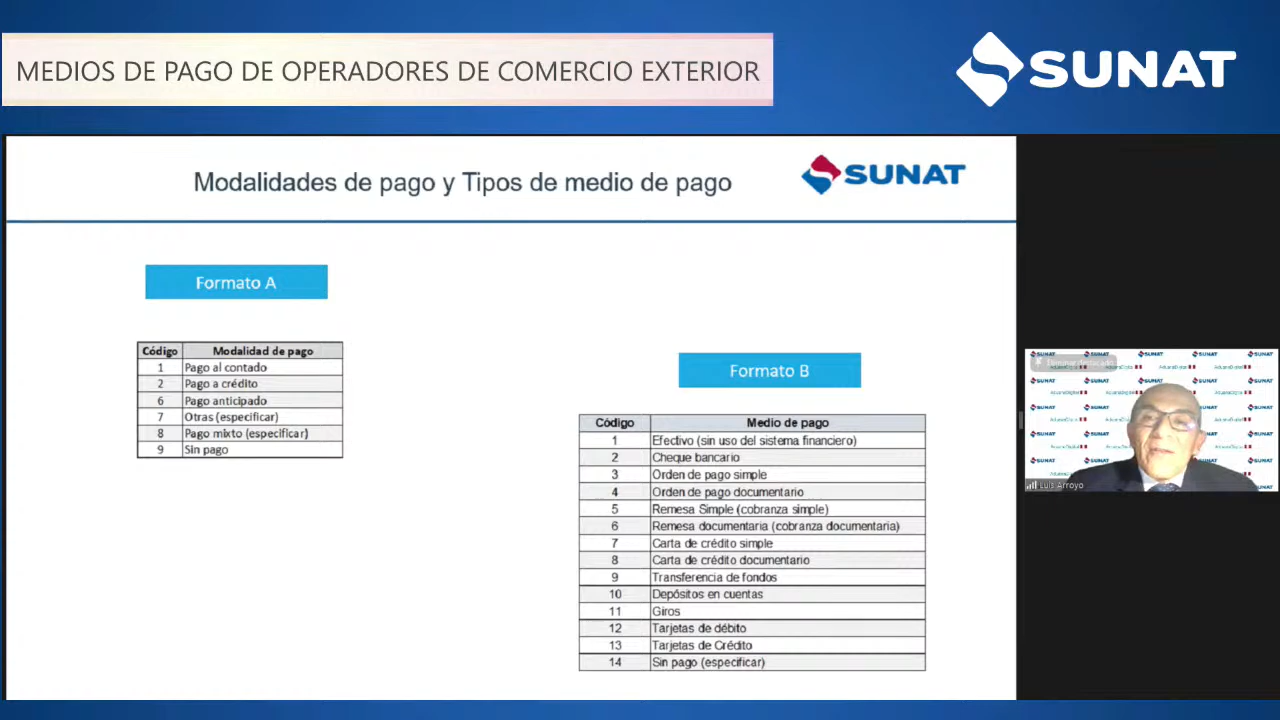 MEDIOS DE PAGO DE OPERADORES DE COMERCIO EXTERIOR
SUNAT
Modalidades de pago y Tipos de medio de pago
SUNAT
Formato A
Código Modalidad de pago
1 Pago al contado
2 Pago a crédito
6 Pago anticipado
7 Otras (especificar)
8 Pago mixto (especificar)
9 Sin pago
Formato B
Código Medio de pago
1 Efectivo (sin uso del sistema financiero)
2 Cheque bancario
3 Orden de pago simple
4 Orden de pago documentario
5 Remesa Simple (cobranza simple)
6 Remesa documentaria (cobranza documentaria)
7 Carta de crédito simple
8 Carta de crédito documentario
9 Transferencia de fondos
10 Depósitos en cuentas
11 Giros
12 Tarjetas de débito
13 Tarjetas de Crédito
14 Sin pago (especificar)
SUNAT
Luis Arroyo